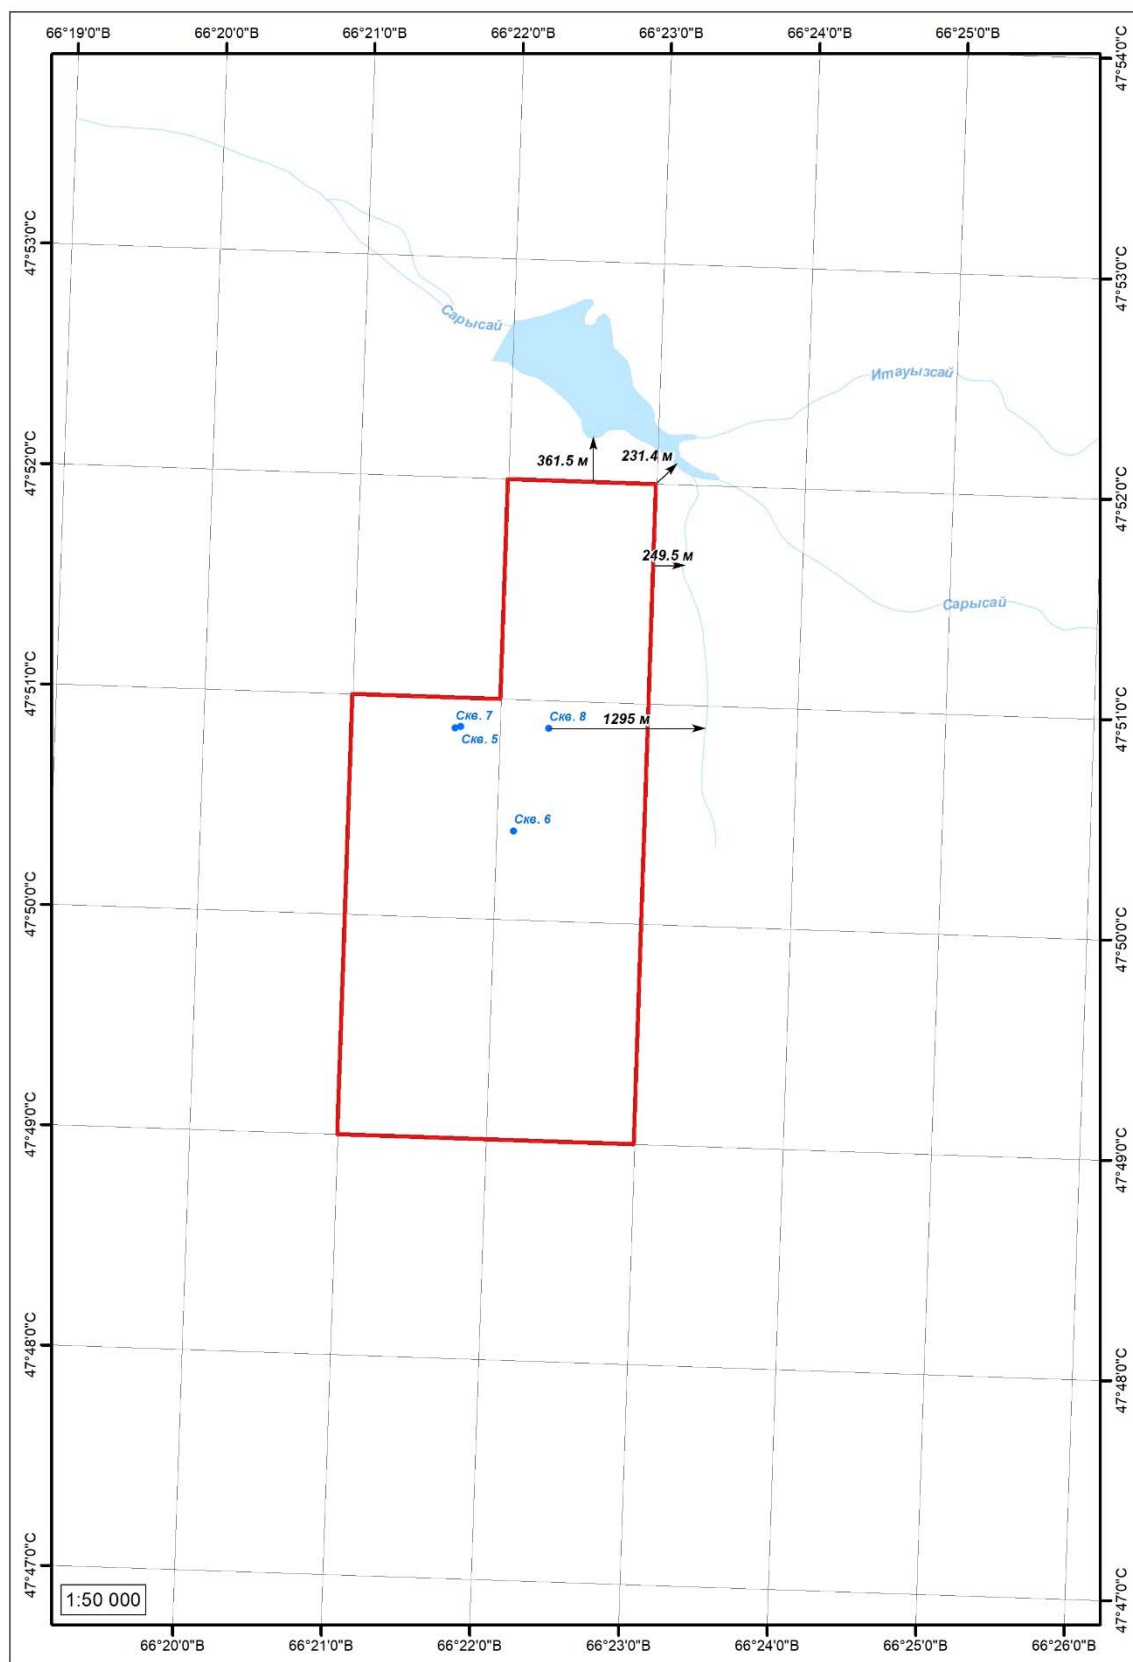 66°19'0"В 66°20'0"В 66°21'0"В 66°22'0"В 66°23'0"В 66°24'0"В 66°25'0"В
47°54'0"С
47°53'0"С
47°53'0"С
Сарысай
Итауызсай
47°52'0"С
361.5 м
231.4 м
47°52'0"С
249.5 м
Сарысай
47°51'0"С
Скв. 7
Скв. 8
1295 м
47°51'0"С
Скв. 5
Скв. 6
47°50'0"С
47°50'0"С
47°49'0"С
47°49'0"С
47°48'0"С
47°48'0"С
47°47'0"С
47°47'0"С
1:50 000
66°20'0"В 66°21'0"В 66°22'0"В 66°23'0"В 66°24'0"В 66°25'0"В 66°26'0"В